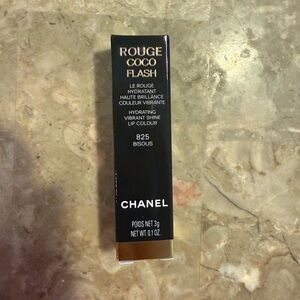 ROUGE
COCO
FLASH
LE ROUGE
HYDRATANT
HAUTE BRILLANCE
COULEUR VIBRANTE
HYDRATING
VIBRANT SHINE
LIP COLOUR
825
BISOUS
CHANEL
POIDS NET 3g
NET WT. 0.1 OZ.